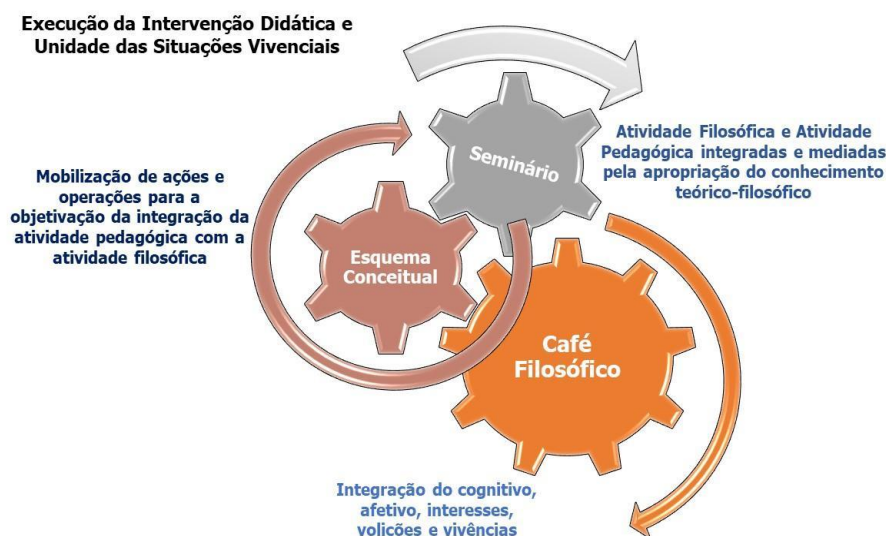 Execução da Intervenção Didática e
Unidade das Situações Vivenciais
Seminário
Atividade Filosófica e Atividade
Pedagógica integradas e mediadas
pela apropriação do conhecimento
teórico-filosófico
Mobilização de ações e
operações para a
objetivação da integração da
atividade pedagógica com a
atividade filosófica
Esquema
Conceitual
Café
Filosófico
Integração do cognitivo,
afetivo, interesses,
volições e vivências